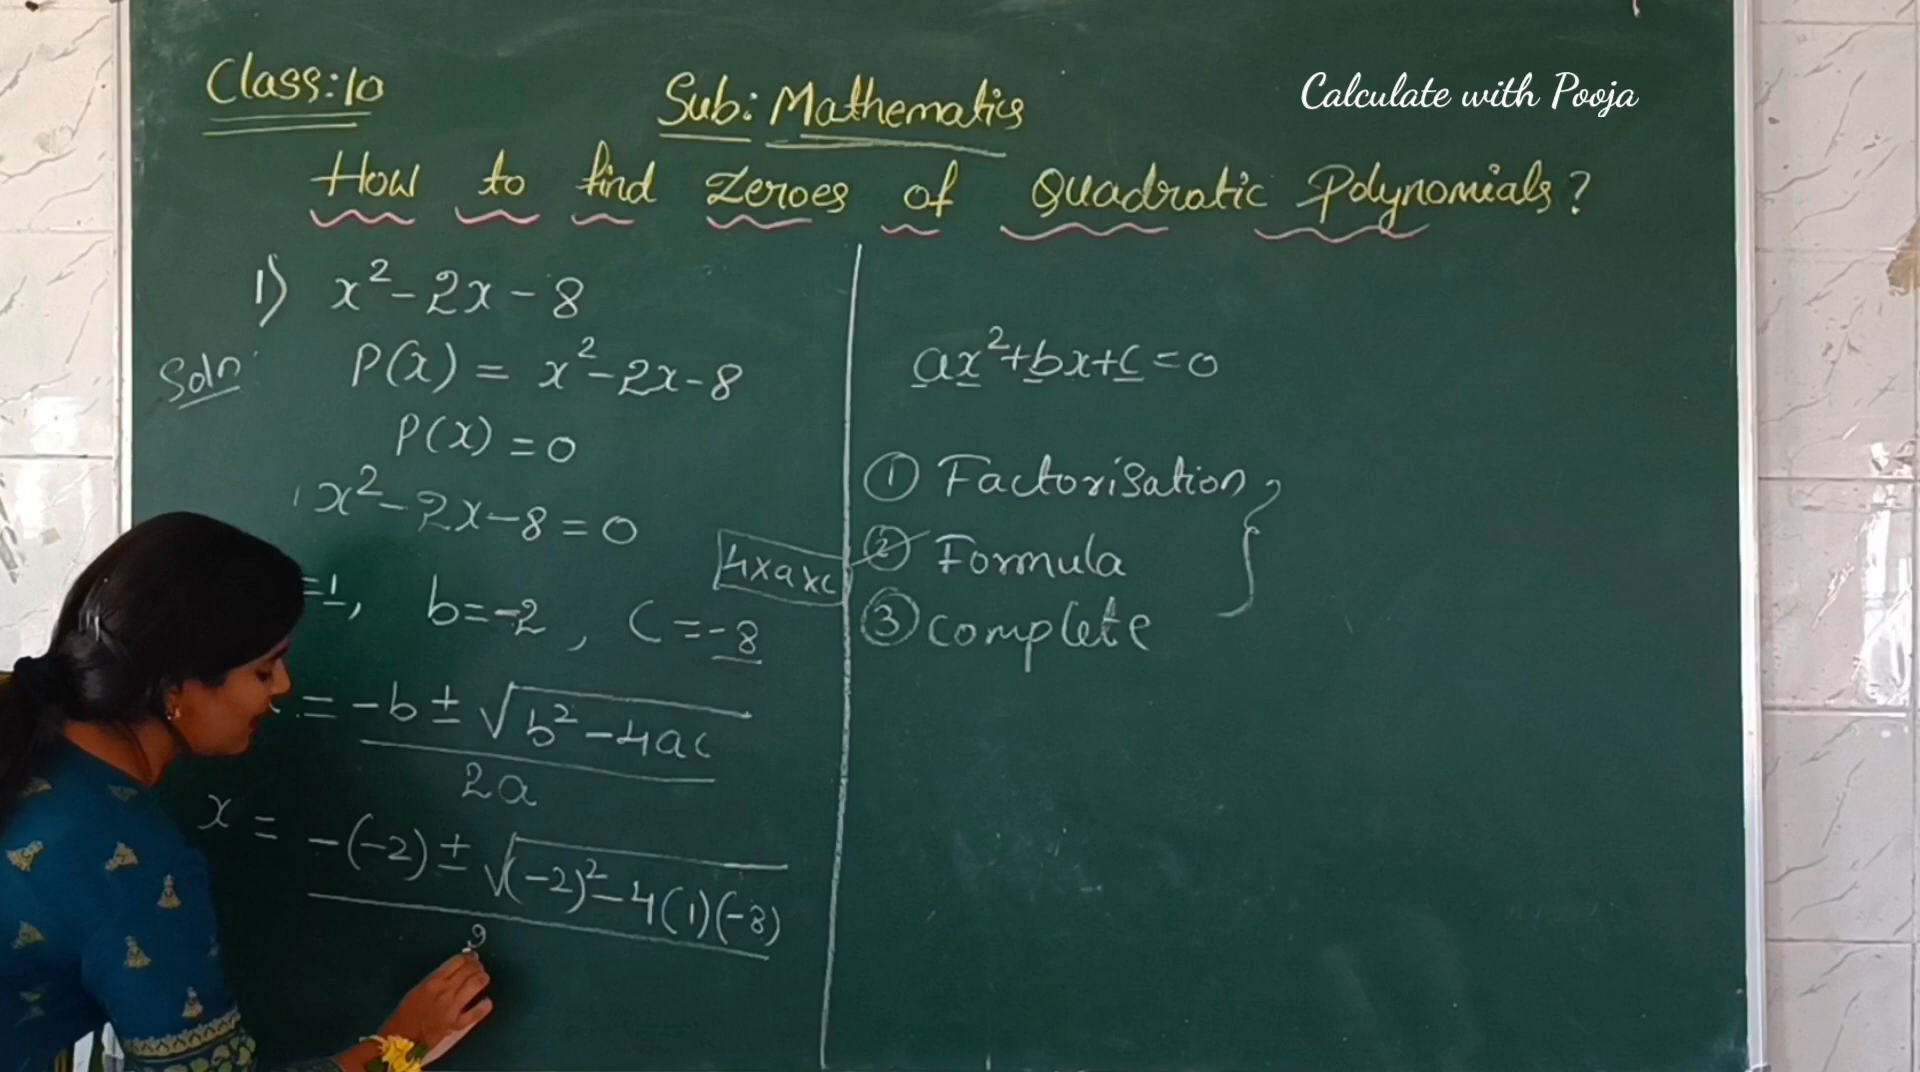 Class:10
Sub: Mathematics
Calculate with Pooja
How to find Zeroes of Quadratic Polynomials?
1) x² - 2x - 8
Soln:
P(x) = x² - 2x - 8
P(x) = 0
x² - 2x - 8 = 0
= 1, b = -2, c = -8
= -b ± √(b² - 4ac)
2a
x = -(-2) ± √((-2)² - 4(1)(-8))
2
ax² + bx + c = 0
① Factorisation
4xaxc
② Formula
③ Complete